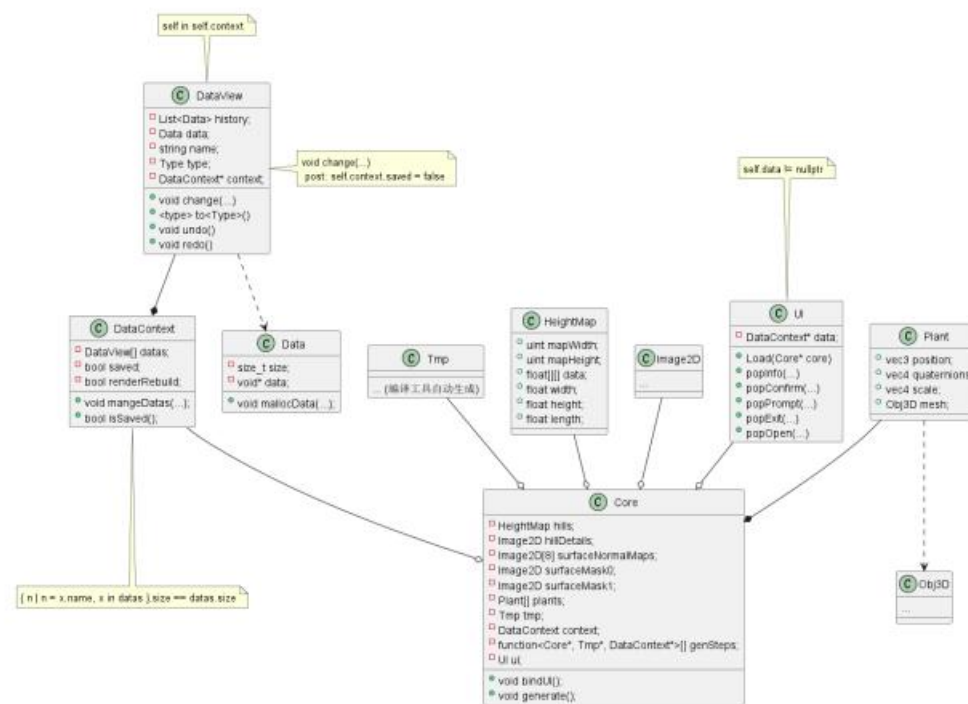 self in self.context
C DataView
List<Data> history;
Data data;
string name;
Type type;
DataContext* context;
void change(...)
<type> to<Type>()
void undo()
void redo()
void change(...)
post: self.context.saved = false
self.data != nullptr
C DataContext
DataView[] datas;
bool saved;
bool renderRebuild;
void mangeDatas(...);
bool isSaved();
C Data
size_t size;
void* data;
void mallocData(...);
C Tmp
... (编译工具自动生成)
C HeightMap
uint mapWidth;
uint mapHeight;
float[][] data;
float width;
float height;
float length;
C Image2D
...
C UI
DataContext* data;
Load(Core* core)
popInfo(...)
popConfirm(...)
popPrompt(...)
popExit(...)
popOpen(...)
C Plant
vec3 position;
vec4 quaternions;
vec4 scale;
Obj3D mesh;
{ n | n = x.name, x in datas }.size == datas.size
C Core
HeightMap hills;
Image2D hillDetails;
Image2D[8] surfaceNormalMaps;
Image2D surfaceMask0;
Image2D surfaceMask1;
Plant[] plants;
Tmp tmp;
DataContext context;
function<Core*, Tmp*, DataContext*>[] genSteps;
UI ui;
void bindUI();
void generate();
C Obj3D
...